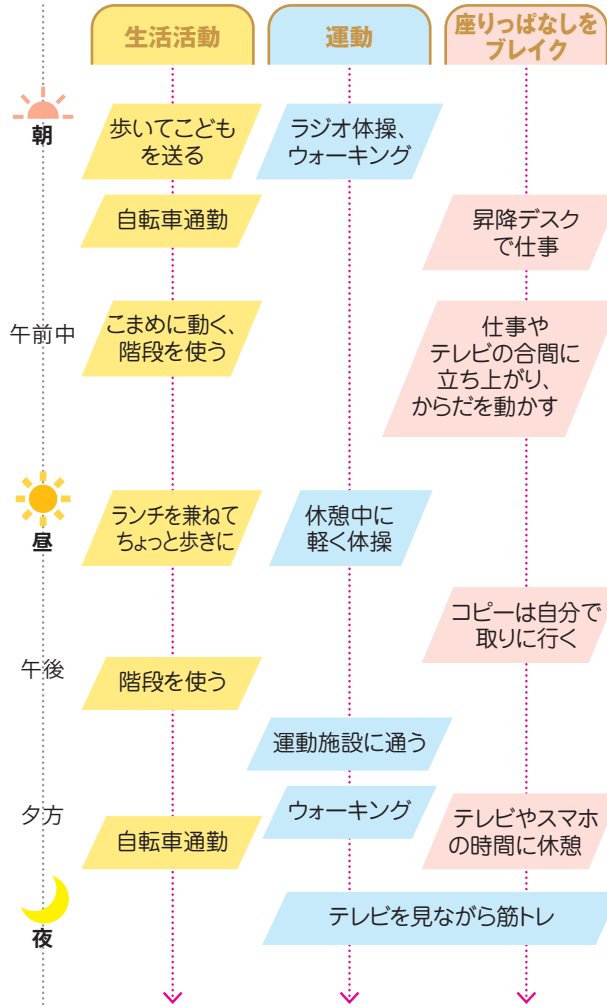 生活活動
運動
座りっぱなしを
ブレイク
朝
歩いてこども
を送る
ラジオ体操、
ウォーキング
自転車通勤
昇降デスク
で仕事
午前中
こまめに動く、
階段を使う
仕事や
テレビの合間に
立ち上がり、
からだを動かす
昼
ランチを兼ねて
ちょっと歩きに
休憩中に
軽く体操
コピーは自分で
取りに行く
午後
階段を使う
運動施設に通う
夕方
自転車通勤
ウォーキング
テレビやスマホ
の時間に休憩
夜
テレビを見ながら筋トレ